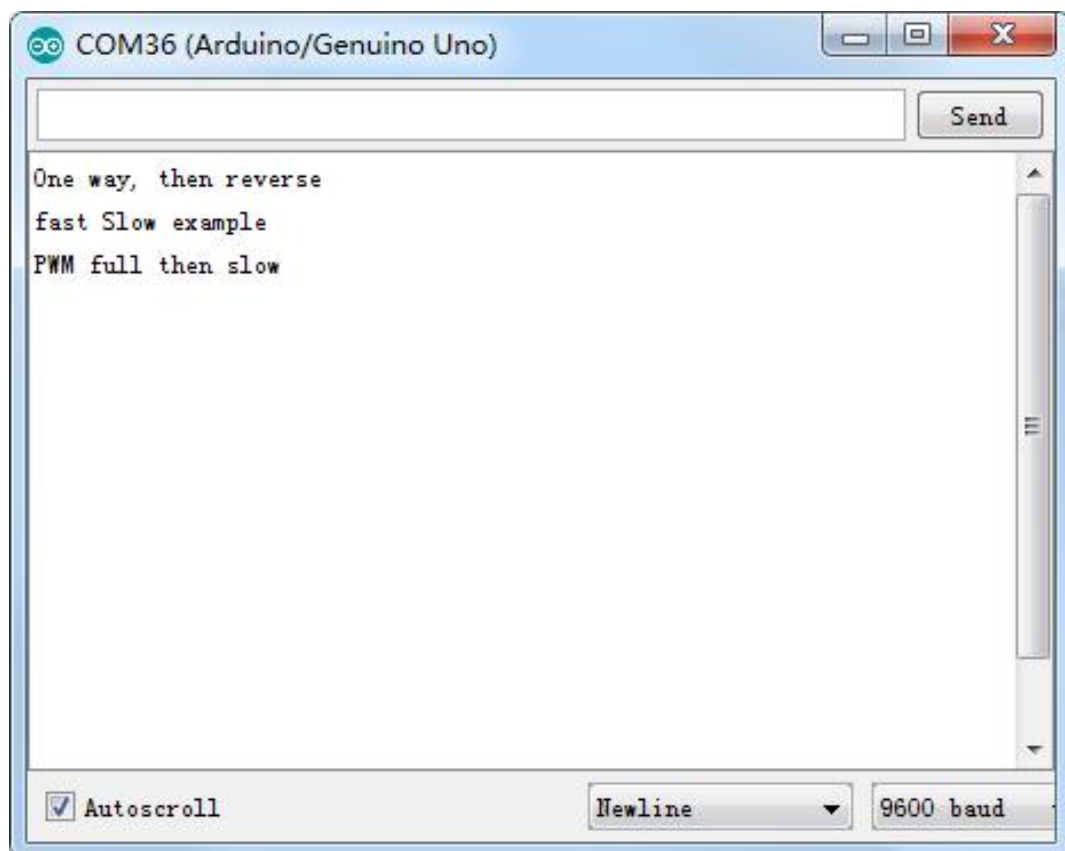 COM36 (Arduino/Genuino Uno)
Send
One way, then reverse
fast Slow example
PWM full then slow
Autoscroll
Newline
9600 baud